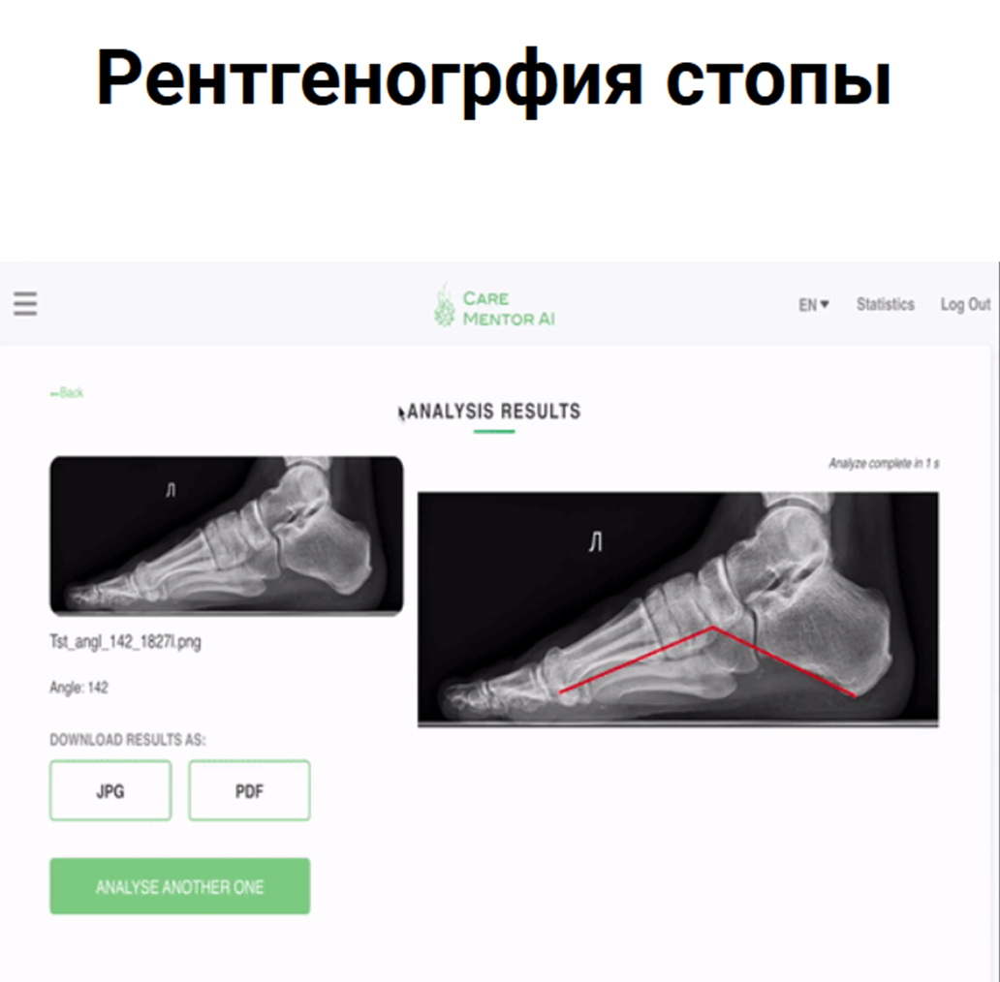 Рентгеногрфия стопы
CARE
MENTOR AI
EN▼ Statistics Log Out
Back
ANALYSIS RESULTS
Analyze complete in 1 s
Л
Л
Tst_angl_142_1827l.png
Angle: 142
DOWNLOAD RESULTS AS:
JPG PDF
ANALYSE ANOTHER ONE